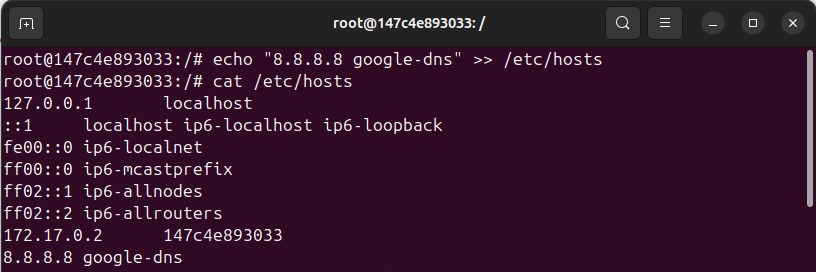 root@147c4e893033: /
root@147c4e893033:/# echo "8.8.8.8 google-dns" >> /etc/hosts
root@147c4e893033:/# cat /etc/hosts
127.0.0.1       localhost
::1     localhost ip6-localhost ip6-loopback
fe00::0 ip6-localnet
ff00::0 ip6-mcastprefix
ff02::1 ip6-allnodes
ff02::2 ip6-allrouters
172.17.0.2      147c4e893033
8.8.8.8 google-dns